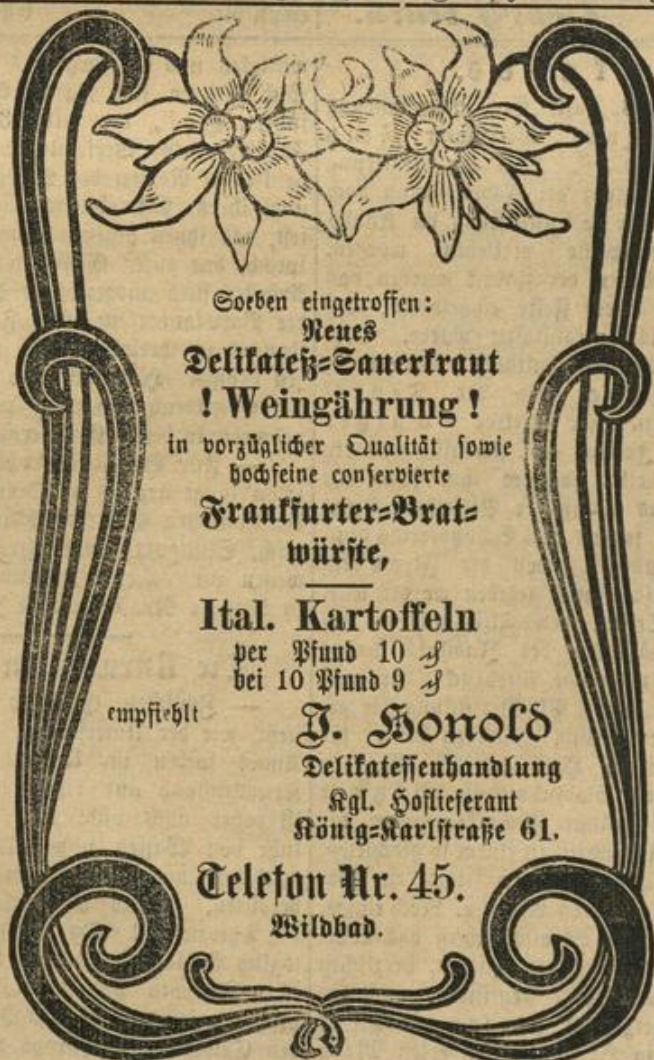 Soeben eingetroffen:
Neues
Delikateß-Sauerkraut
! Weingährung !
in vorzüglicher Qualität sowie
hochfeine conservierte
Frankfurter-Brat-
würste,
Ital. Kartoffeln
per Pfund 10 ₰
bei 10 Pfund 9 ₰
empfiehlt J. Honold
Delikatessenhandlung
Kgl. Hoflieferant
König-Karlstraße 61.
Telefon Nr. 45.
Wildbad.